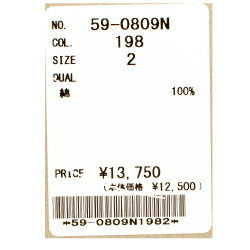 NO. 59-0809N
COL. 198
SIZE 2
QUAL
綿 100%
PRICE ¥13,750
(本体価格 ¥12,500)
*59-0809N1982*